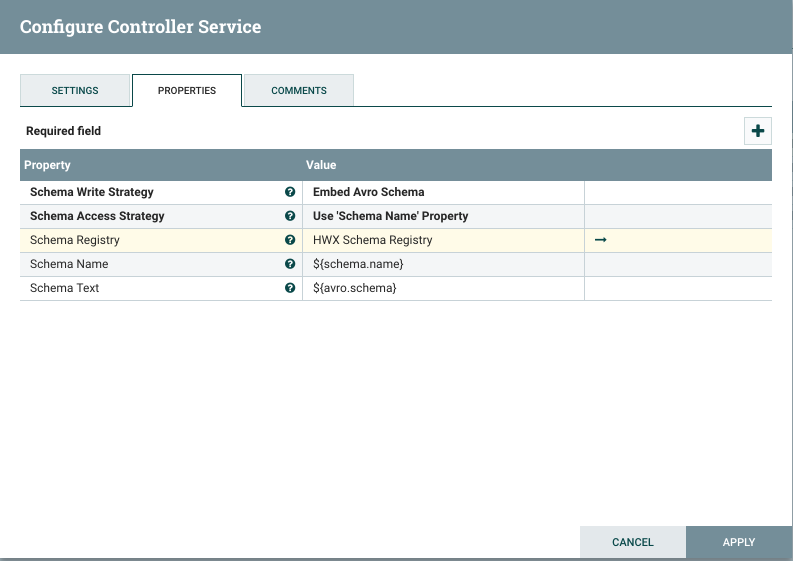 Configure Controller Service
SETTINGS PROPERTIES COMMENTS
Required field
Property Value
Schema Write Strategy Embed Avro Schema
Schema Access Strategy Use 'Schema Name' Property
Schema Registry HWX Schema Registry
Schema Name ${schema.name}
Schema Text ${avro.schema}
CANCEL APPLY